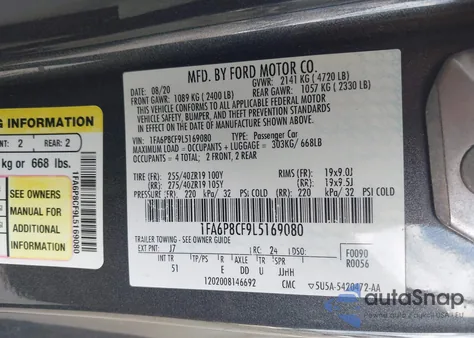 MFD. BY FORD MOTOR CO.
08/20 GVWR: 2141 KG ( 4720 LB)
FRONT GAWR: 1089 KG ( 2400 LB) REAR GAWR: 1057 KG ( 2330 LB)
THIS VEHICLE CONFORMS TO ALL APPLICABLE FEDERAL MOTOR
VEHICLE SAFETY, BUMPER, AND THEFT PREVENTION STANDARDS IN
EFFECT ON THE DATE OF MANUFACTURE SHOWN ABOVE
VIN: 1FA6P8CF9L5169080 TYPE: Passenger Car
MAXIMUM LOAD = OCCUPANTS + LUGGAGE = 303KG/ 668LB
OCCUPANTS = 4 TOTAL: 2 FRONT, 2 REAR
TIRE (FR): 255/40ZR19 100Y RIMS (FR): 19x9.0J
(RR): 275/40ZR19 105Y (RR): 19x9.5J
PRESSURE (FR): 220 KPA/ 32 PSI COLD (RR): 220 KPA/ 32 PSI COLD
1FA6P8CF9L5169080
TRAILER TOWING - SEE OWNER GUIDE
EXT PNT: J7 RC: 24 DSO: F0090
R0056
INT TR TP/PS R AXLE TR SPR
51 E DD U JJHH
1202008146692 CMC 5U5A-5420472-AA
G INFORMATION
NT: 2 REAR: 2
kg or 668 lbs.
SEE OWNERS
MANUAL FOR
ADDITIONAL
INFORMATION
1FA6P8CF9L5169080
autoSnap